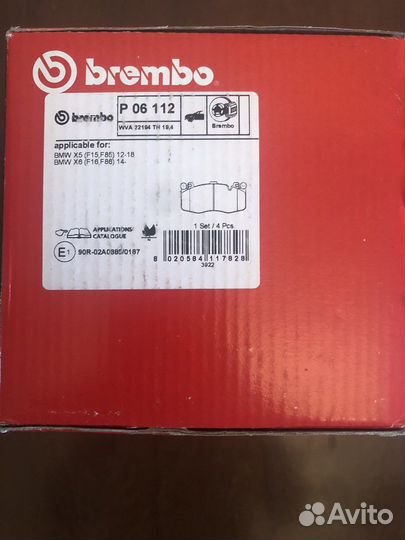 brembo
brembo P 06 112
WVA 22194 TH 19,4
Brembo
applicable for:
BMW X5 (F15,F85) 12-18
BMW X6 (F16,F86) 14-
1 Set / 4 Pcs.
APPLICATIONS/
CATALOGUE
E1 90R-02A0885/0187
8 020584 117828
3922
Avito